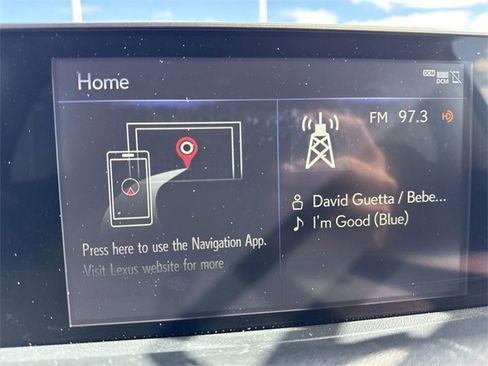 Home
DCM
DCM
FM 97.3
David Guetta / Bebe...
I'm Good (Blue)
Press here to use the Navigation App.
Visit Lexus website for more